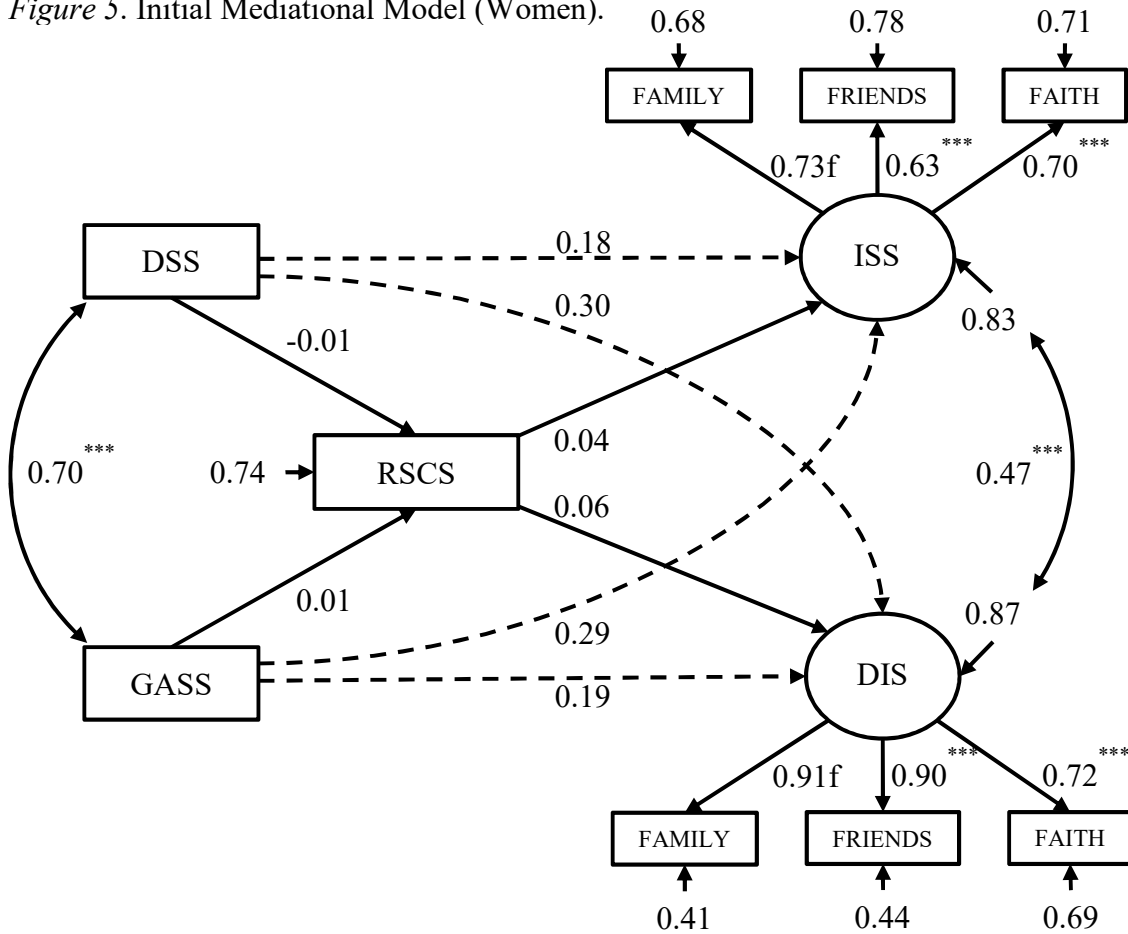 Figure 5. Initial Mediational Model (Women).
0.68 0.78 0.71
FAMILY FRIENDS FAITH
0.73f 0.63*** 0.70***
DSS
0.18
ISS
0.30
0.83
-0.01
0.04
0.70*** 0.74 RSCS 0.47***
0.06
0.01
0.29
0.87
GASS
0.19
DIS
0.91f 0.90*** 0.72***
FAMILY FRIENDS FAITH
0.41 0.44 0.69